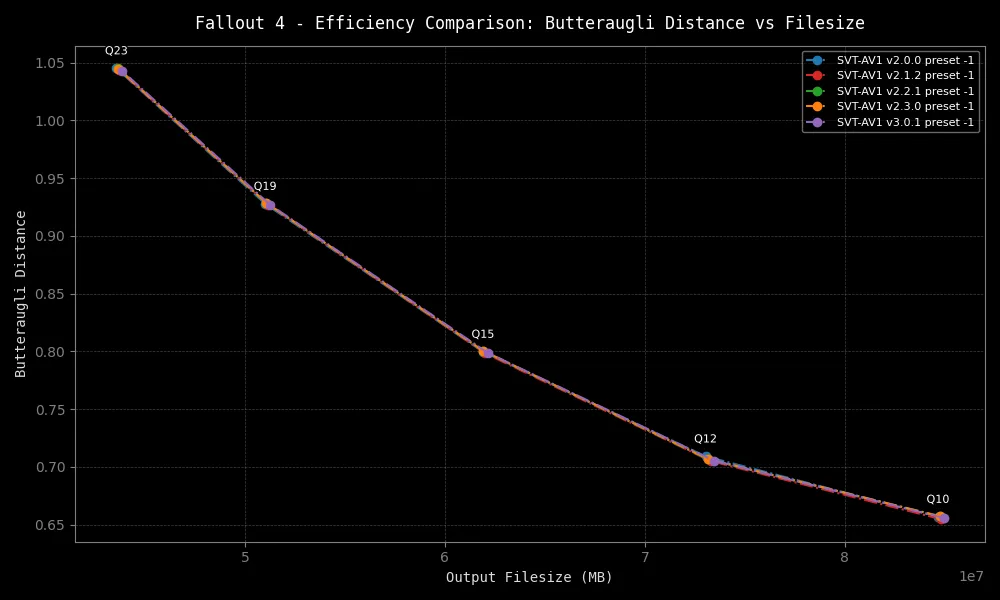 Fallout 4 - Efficiency Comparison: Butteraugli Distance vs Filesize
Q23
SVT-AV1 v2.0.0 preset -1
SVT-AV1 v2.1.2 preset -1
SVT-AV1 v2.2.1 preset -1
SVT-AV1 v2.3.0 preset -1
SVT-AV1 v3.0.1 preset -1
1.05
1.00
0.95
Q19
0.90
0.85
Q15
0.80
0.75
Q12
0.70
Q10
0.65
Butteraugli Distance
5
6
7
8
1e7
Output Filesize (MB)